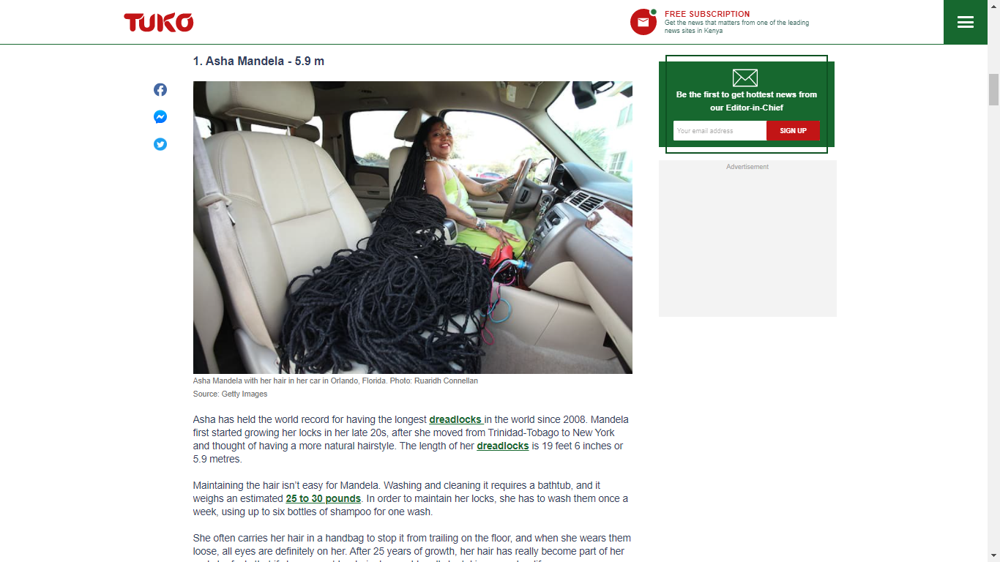 TUKO
FREE SUBSCRIPTION
Get the news that matters from one of the leading
news sites in Kenya
1. Asha Mandela - 5.9 m
Be the first to get hottest news from
our Editor-in-Chief
Your email address
SIGN UP
Advertisement
Asha Mandela with her hair in her car in Orlando, Florida. Photo: Ruaridh Connellan
Source: Getty Images
Asha has held the world record for having the longest dreadlocks in the world since 2008. Mandela
first started growing her locks in her late 20s, after she moved from Trinidad-Tobago to New York
and thought of having a more natural hairstyle. The length of her dreadlocks is 19 feet 6 inches or
5.9 metres.
Maintaining the hair isn’t easy for Mandela. Washing and cleaning it requires a bathtub, and it
weighs an estimated 25 to 30 pounds. In order to maintain her locks, she has to wash them once a
week, using up to six bottles of shampoo for one wash.
She often carries her hair in a handbag to stop it from trailing on the floor, and when she wears them
loose, all eyes are definitely on her. After 25 years of growth, her hair has really become part of her